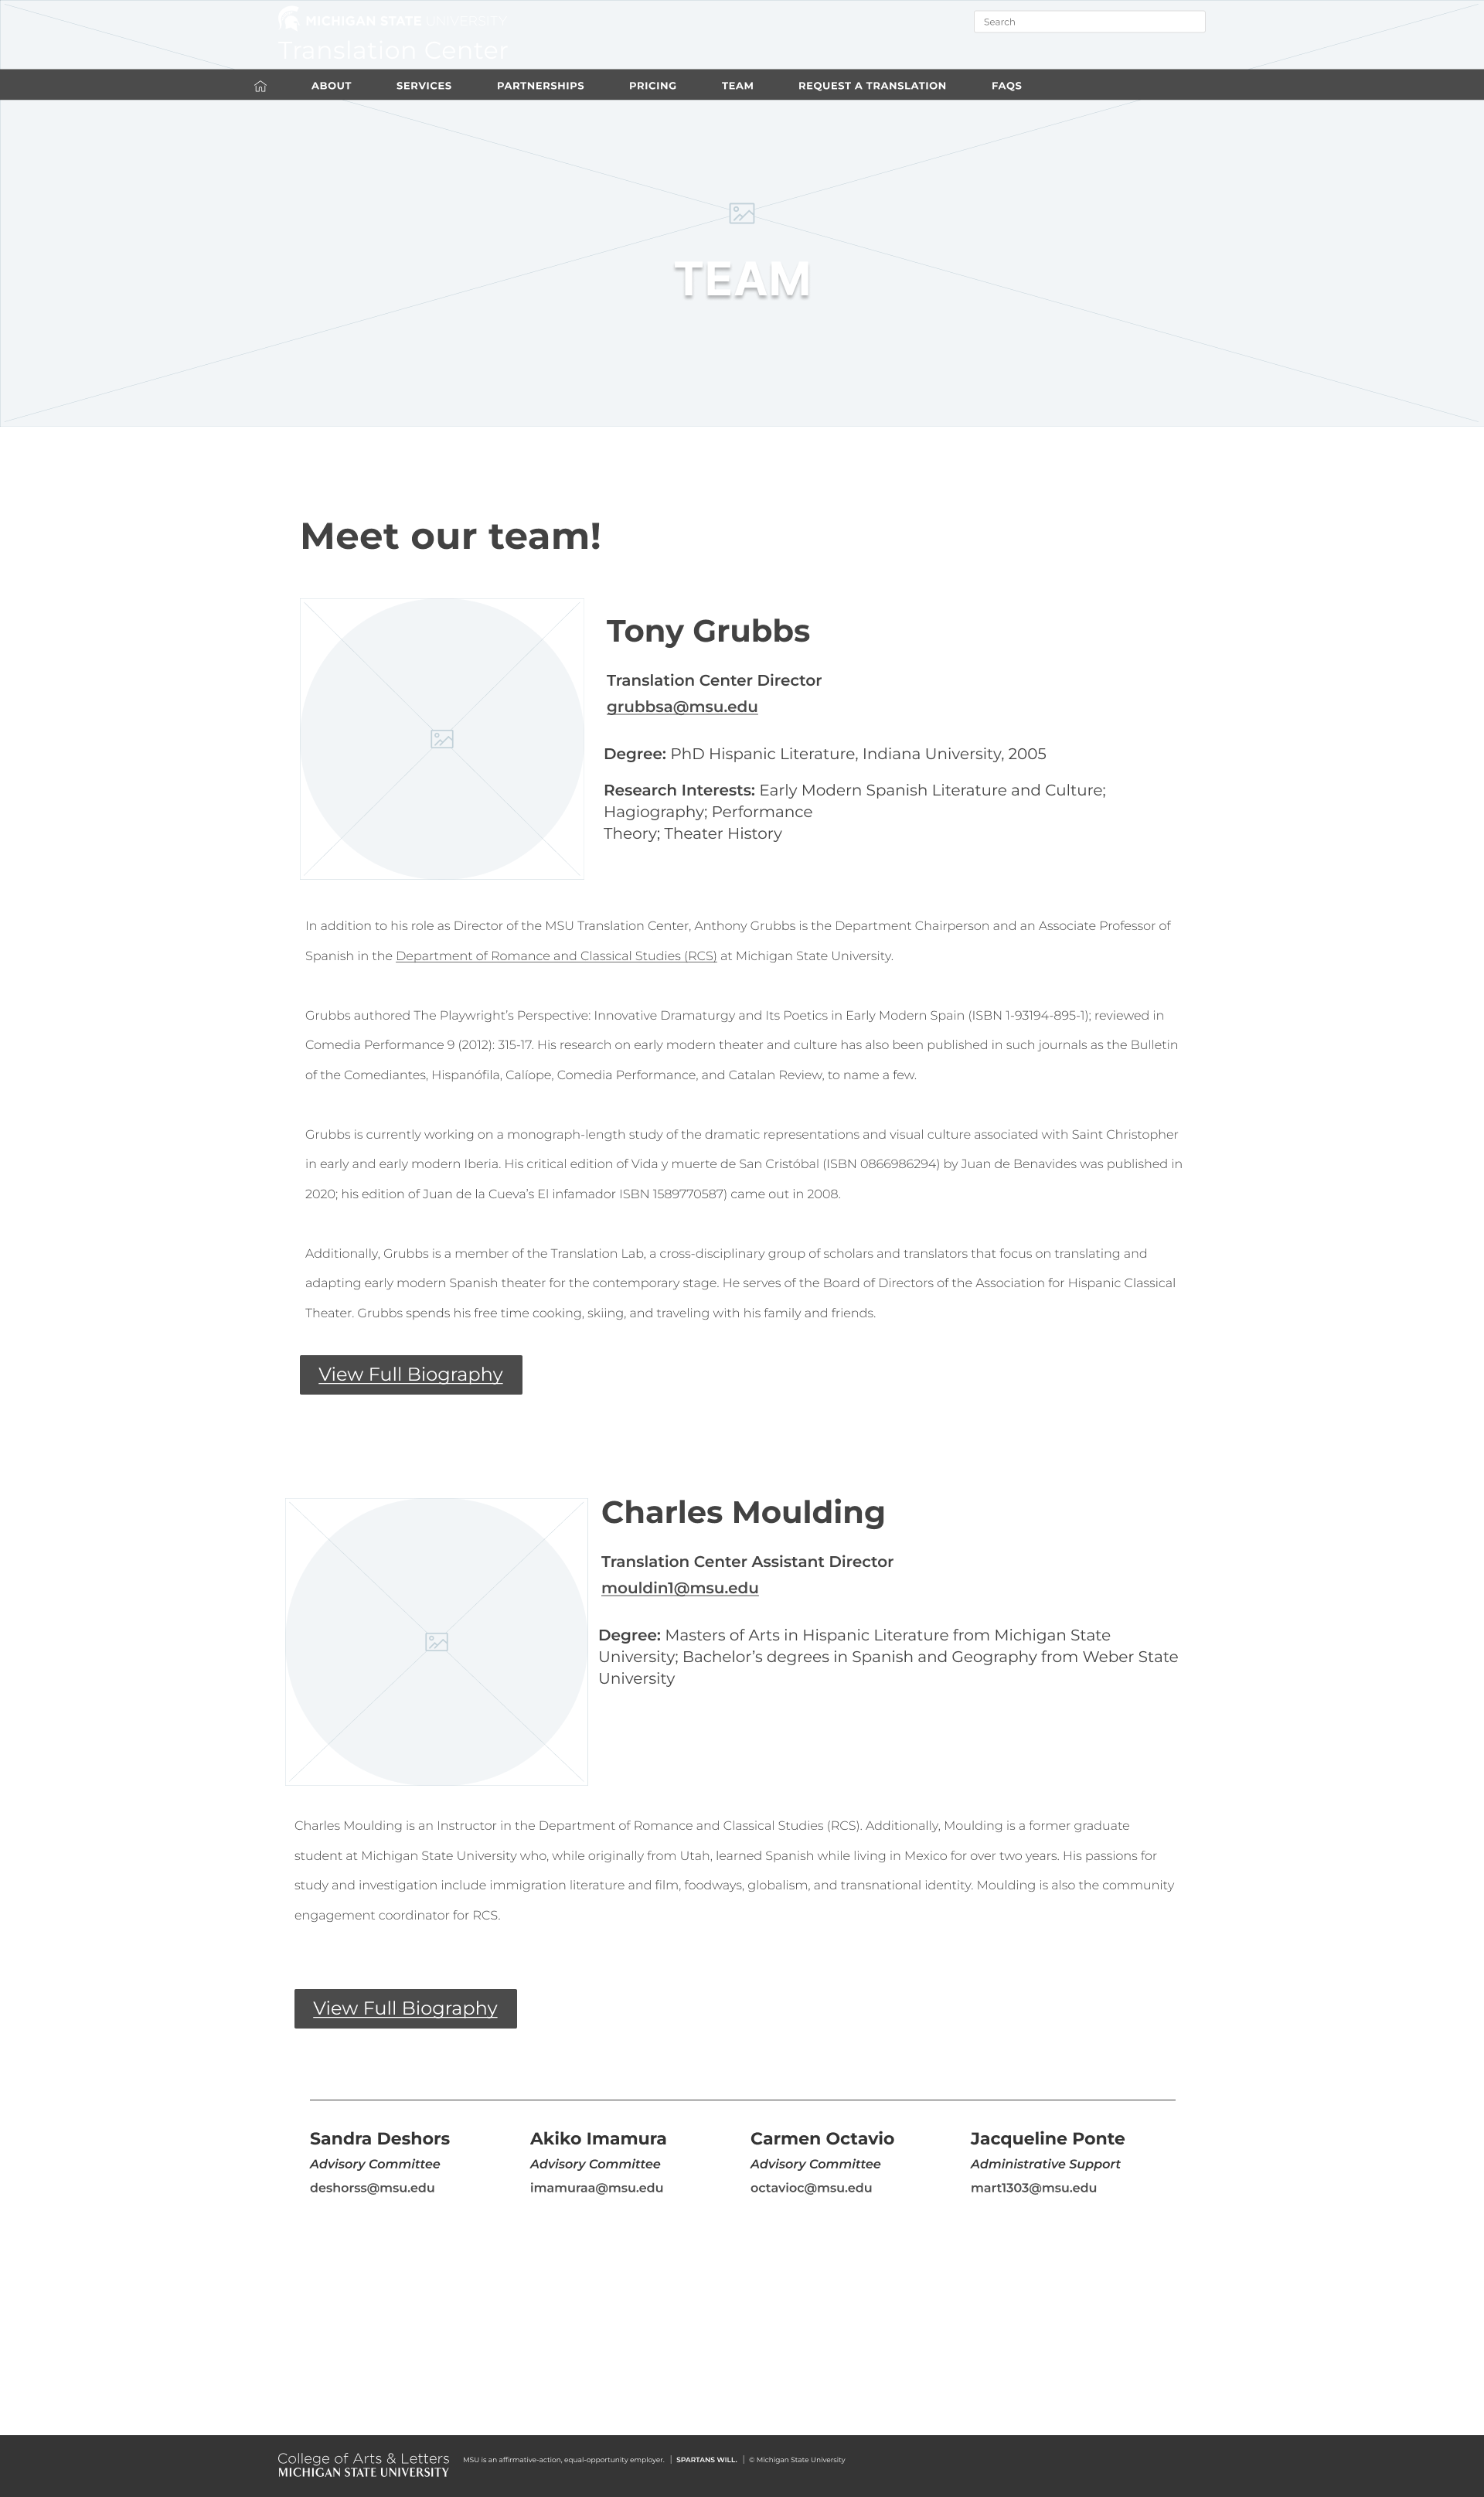 MICHIGAN STATE UNIVERSITY
Translation Center
Search
ABOUT SERVICES PARTNERSHIPS PRICING TEAM REQUEST A TRANSLATION FAQS
TEAM
Meet our team!
Tony Grubbs
Translation Center Director
grubbsa@msu.edu
Degree: PhD Hispanic Literature, Indiana University, 2005
Research Interests: Early Modern Spanish Literature and Culture;
Hagiography; Performance
Theory; Theater History
In addition to his role as Director of the MSU Translation Center, Anthony Grubbs is the Department Chairperson and an Associate Professor of
Spanish in the Department of Romance and Classical Studies (RCS) at Michigan State University.
Grubbs authored The Playwright’s Perspective: Innovative Dramaturgy and Its Poetics in Early Modern Spain (ISBN 1-93194-895-1); reviewed in
Comedia Performance 9 (2012): 315-17. His research on early modern theater and culture has also been published in such journals as the Bulletin
of the Comediantes, Hispanófila, Calíope, Comedia Performance, and Catalan Review, to name a few.
Grubbs is currently working on a monograph-length study of the dramatic representations and visual culture associated with Saint Christopher
in early and early modern Iberia. His critical edition of Vida y muerte de San Cristóbal (ISBN 0866986294) by Juan de Benavides was published in
2020; his edition of Juan de la Cueva’s El infamador ISBN 1589770587) came out in 2008.
Additionally, Grubbs is a member of the Translation Lab, a cross-disciplinary group of scholars and translators that focus on translating and
adapting early modern Spanish theater for the contemporary stage. He serves of the Board of Directors of the Association for Hispanic Classical
Theater. Grubbs spends his free time cooking, skiing, and traveling with his family and friends.
View Full Biography
Charles Moulding
Translation Center Assistant Director
mouldin1@msu.edu
Degree: Masters of Arts in Hispanic Literature from Michigan State
University; Bachelor’s degrees in Spanish and Geography from Weber State
University
Charles Moulding is an Instructor in the Department of Romance and Classical Studies (RCS). Additionally, Moulding is a former graduate
student at Michigan State University who, while originally from Utah, learned Spanish while living in Mexico for over two years. His passions for
study and investigation include immigration literature and film, foodways, globalism, and transnational identity. Moulding is also the community
engagement coordinator for RCS.
View Full Biography
Sandra Deshors
Advisory Committee
deshorss@msu.edu
Akiko Imamura
Advisory Committee
imamuraa@msu.edu
Carmen Octavio
Advisory Committee
octavioc@msu.edu
Jacqueline Ponte
Administrative Support
mart1303@msu.edu
College of Arts & Letters
MICHIGAN STATE UNIVERSITY
MSU is an affirmative-action, equal-opportunity employer. | SPARTANS WILL. | © Michigan State University